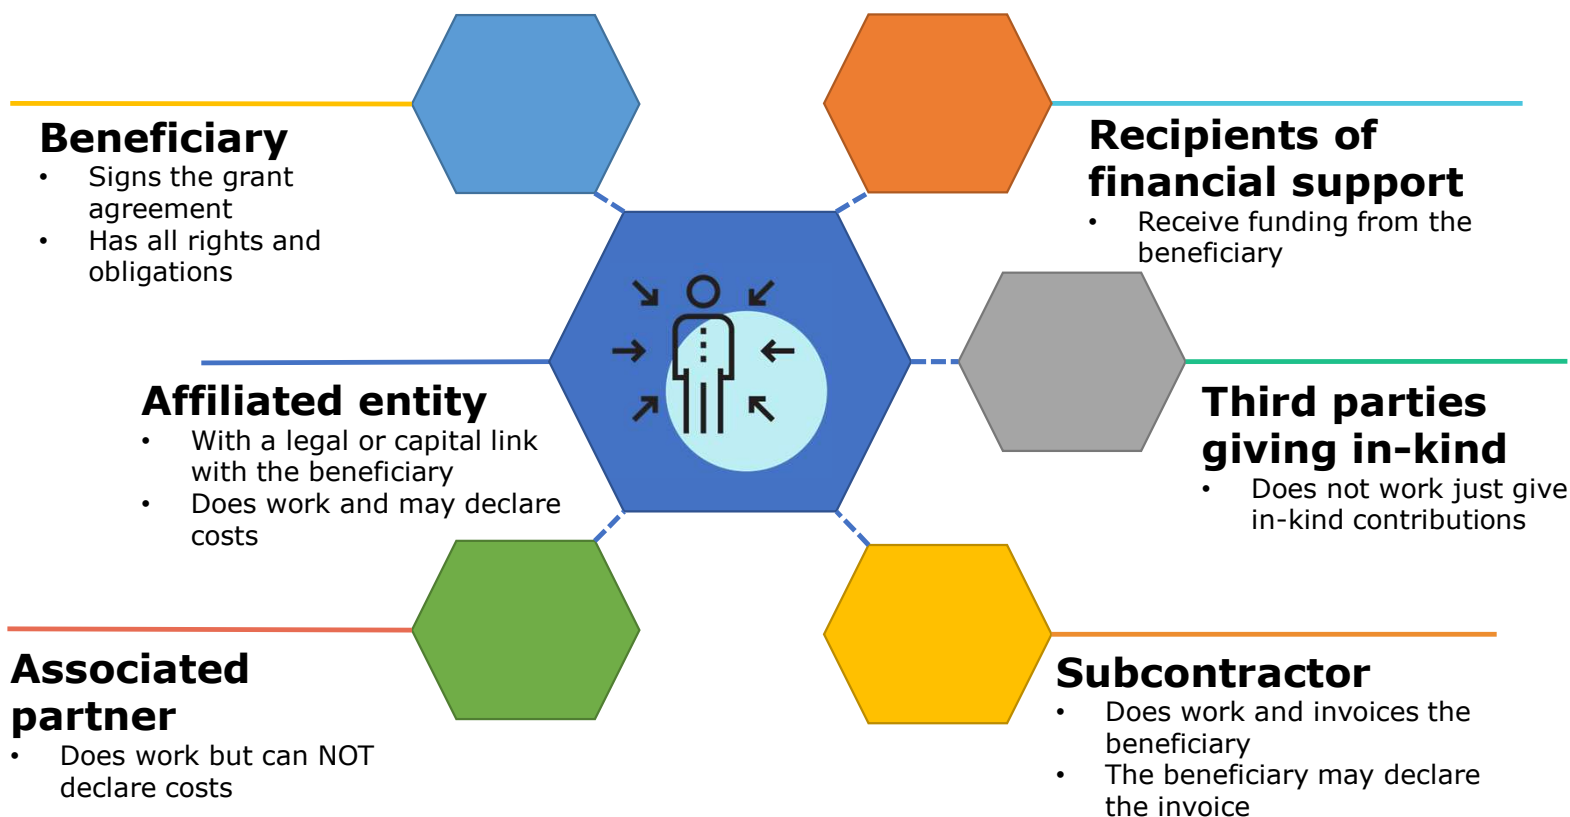 Beneficiary
• Signs the grant
agreement
• Has all rights and
obligations
Affiliated entity
• With a legal or capital link
with the beneficiary
• Does work and may declare
costs
Associated
partner
• Does work but can NOT
declare costs
Recipients of
financial support
• Receive funding from the
beneficiary
Third parties
giving in-kind
• Does not work just give
in-kind contributions
Subcontractor
• Does work and invoices the
beneficiary
• The beneficiary may declare
the invoice